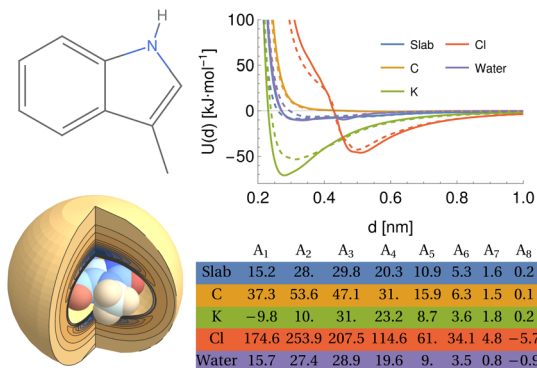 H
N
U(d) [kJ·mol⁻¹]
100
50
0
−50
Slab
Cl
C
Water
K
0.2 0.4 0.6 0.8 1.0
d [nm]
A₁ A₂ A₃ A₄ A₅ A₆ A₇ A₈
Slab 15.2 28. 29.8 20.3 10.9 5.3 1.6 0.2
C 37.3 53.6 47.1 31. 15.9 6.3 1.5 0.1
K −9.8 10. 31. 23.2 8.7 3.6 1.8 0.2
Cl 174.6 253.9 207.5 114.6 61. 34.1 4.8 −5.7
Water 15.7 27.4 28.9 19.6 9. 3.5 0.8 −0.9